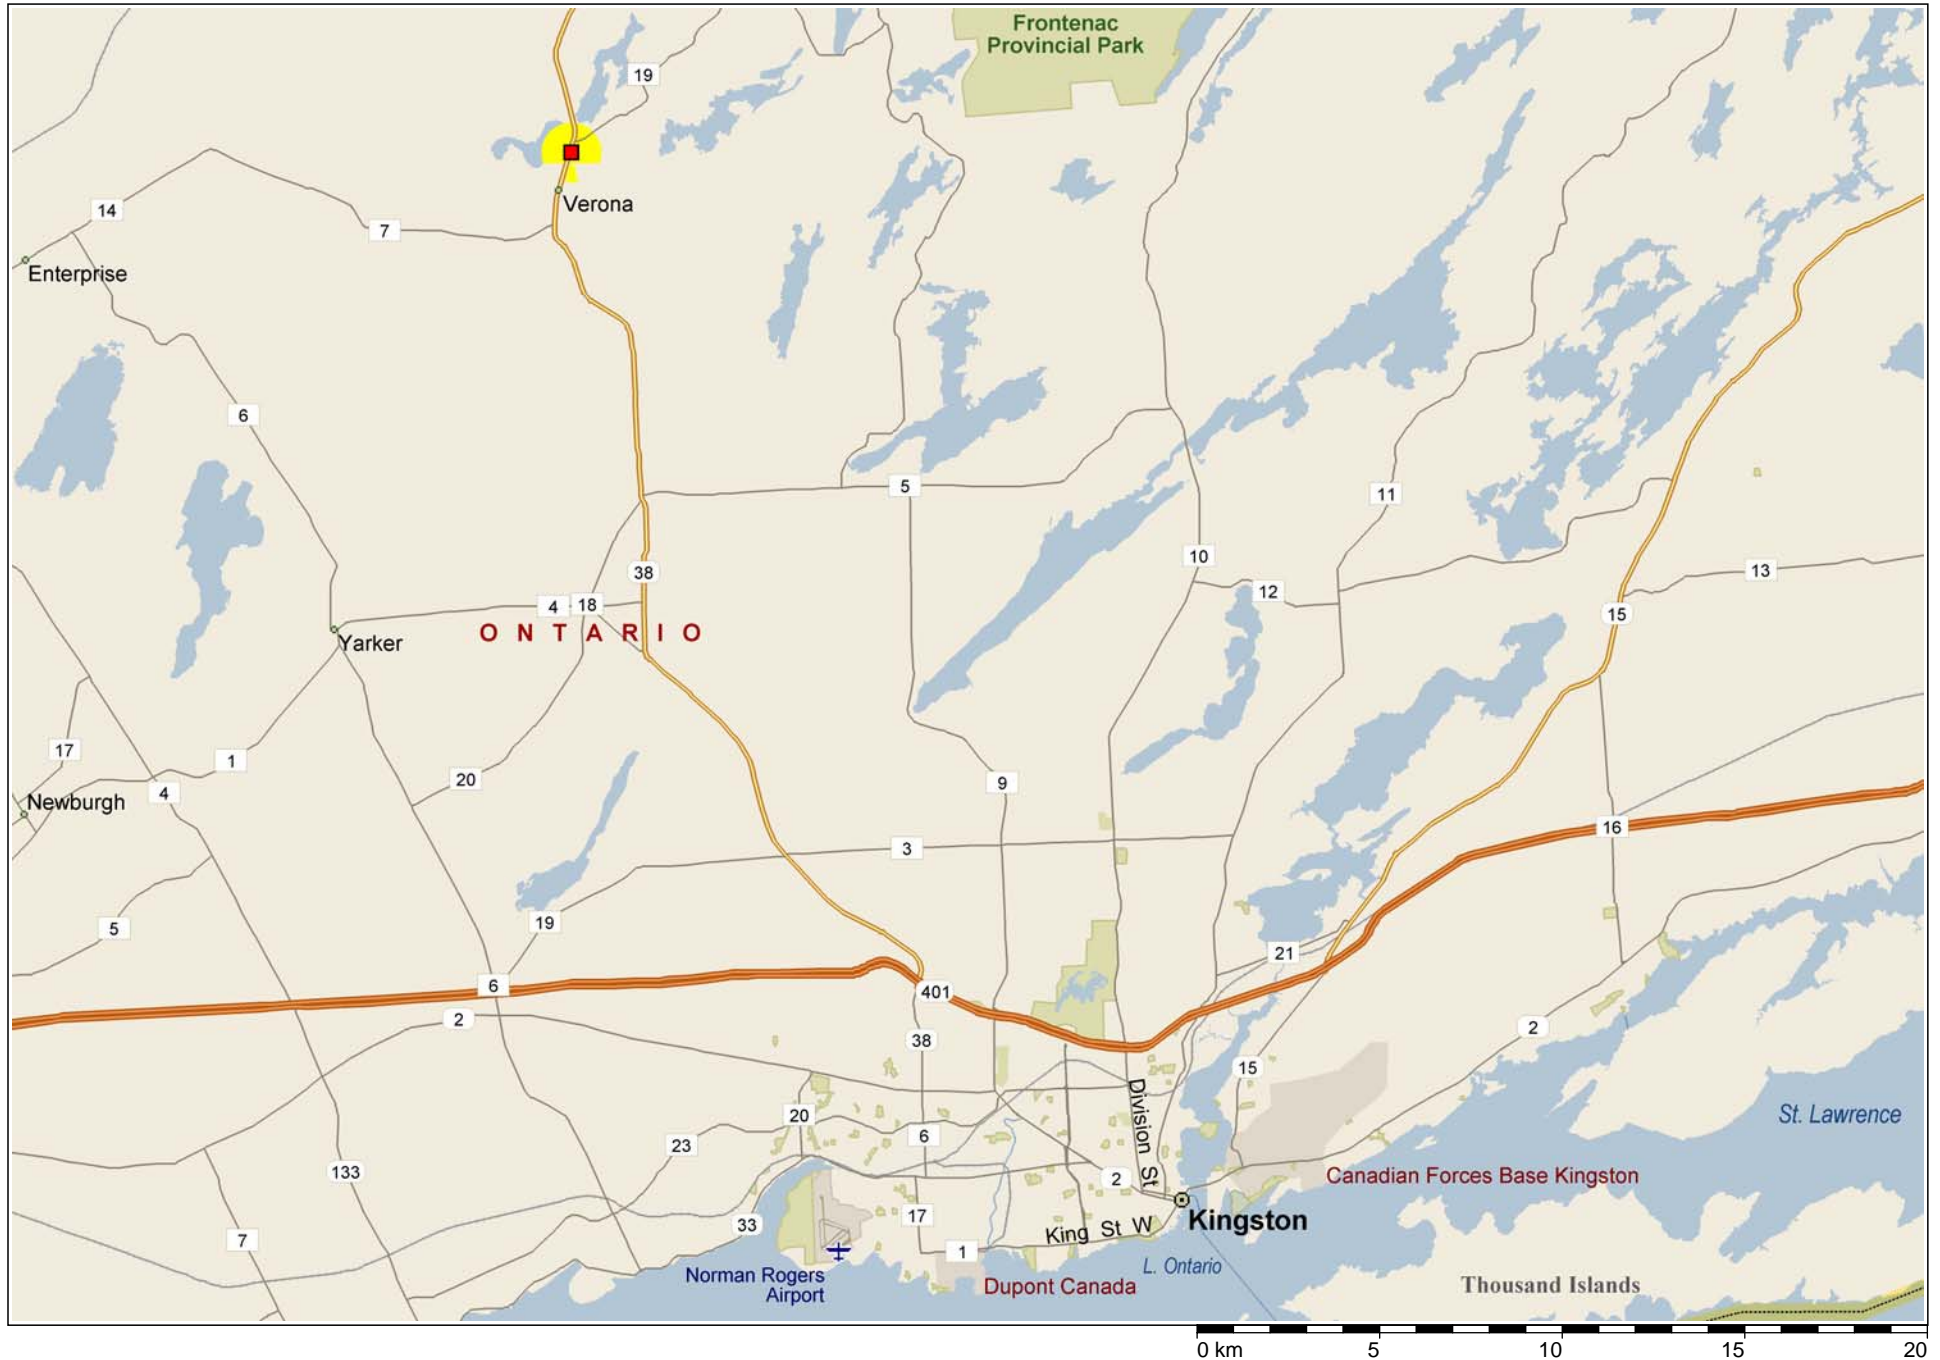 Frontenac
Provincial Park
19
14
7
Verona
Enterprise
6
5
11
38
10
12
13
4
18
15
ONTARIO
Yarker
17
1
20
9
4
Newburgh
16
3
19
5
21
6
401
2
2
38
15
Division St
20
St. Lawrence
6
23
133
2
Canadian Forces Base Kingston
33
17
Kingston
King St W
7
1
L. Ontario
Norman Rogers
Airport
Dupont Canada
Thousand Islands
0 km 5 10 15 20